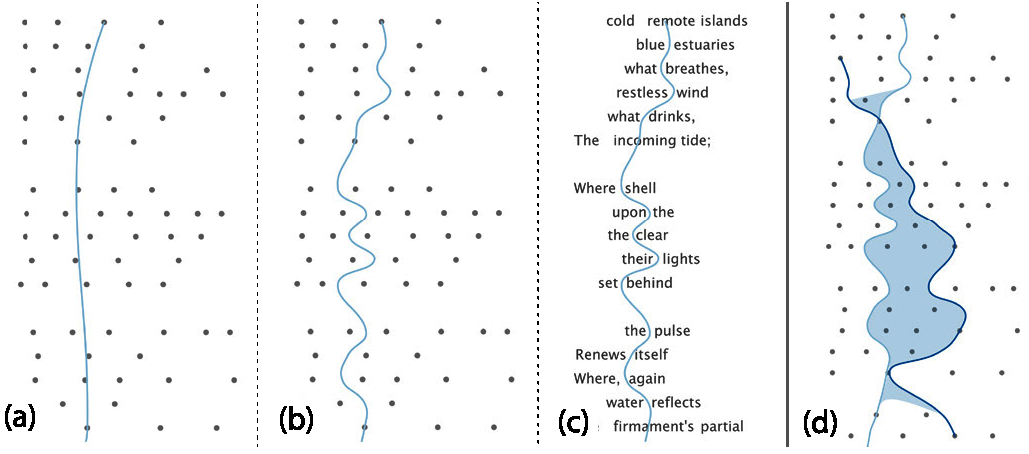 cold remote islands
blue estuaries
what breathes,
restless wind
what drinks,
The incoming tide;
Where shell
upon the
the clear
their lights
set behind
the pulse
Renews itself
Where, again
water reflects
firmament's partial
(a) (b) (c) (d)